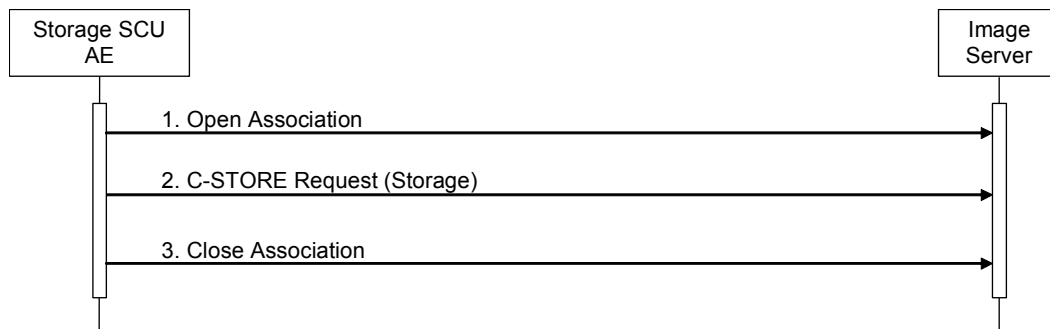 Storage SCU
AE
Image
Server
1. Open Association
2. C-STORE Request (Storage)
3. Close Association